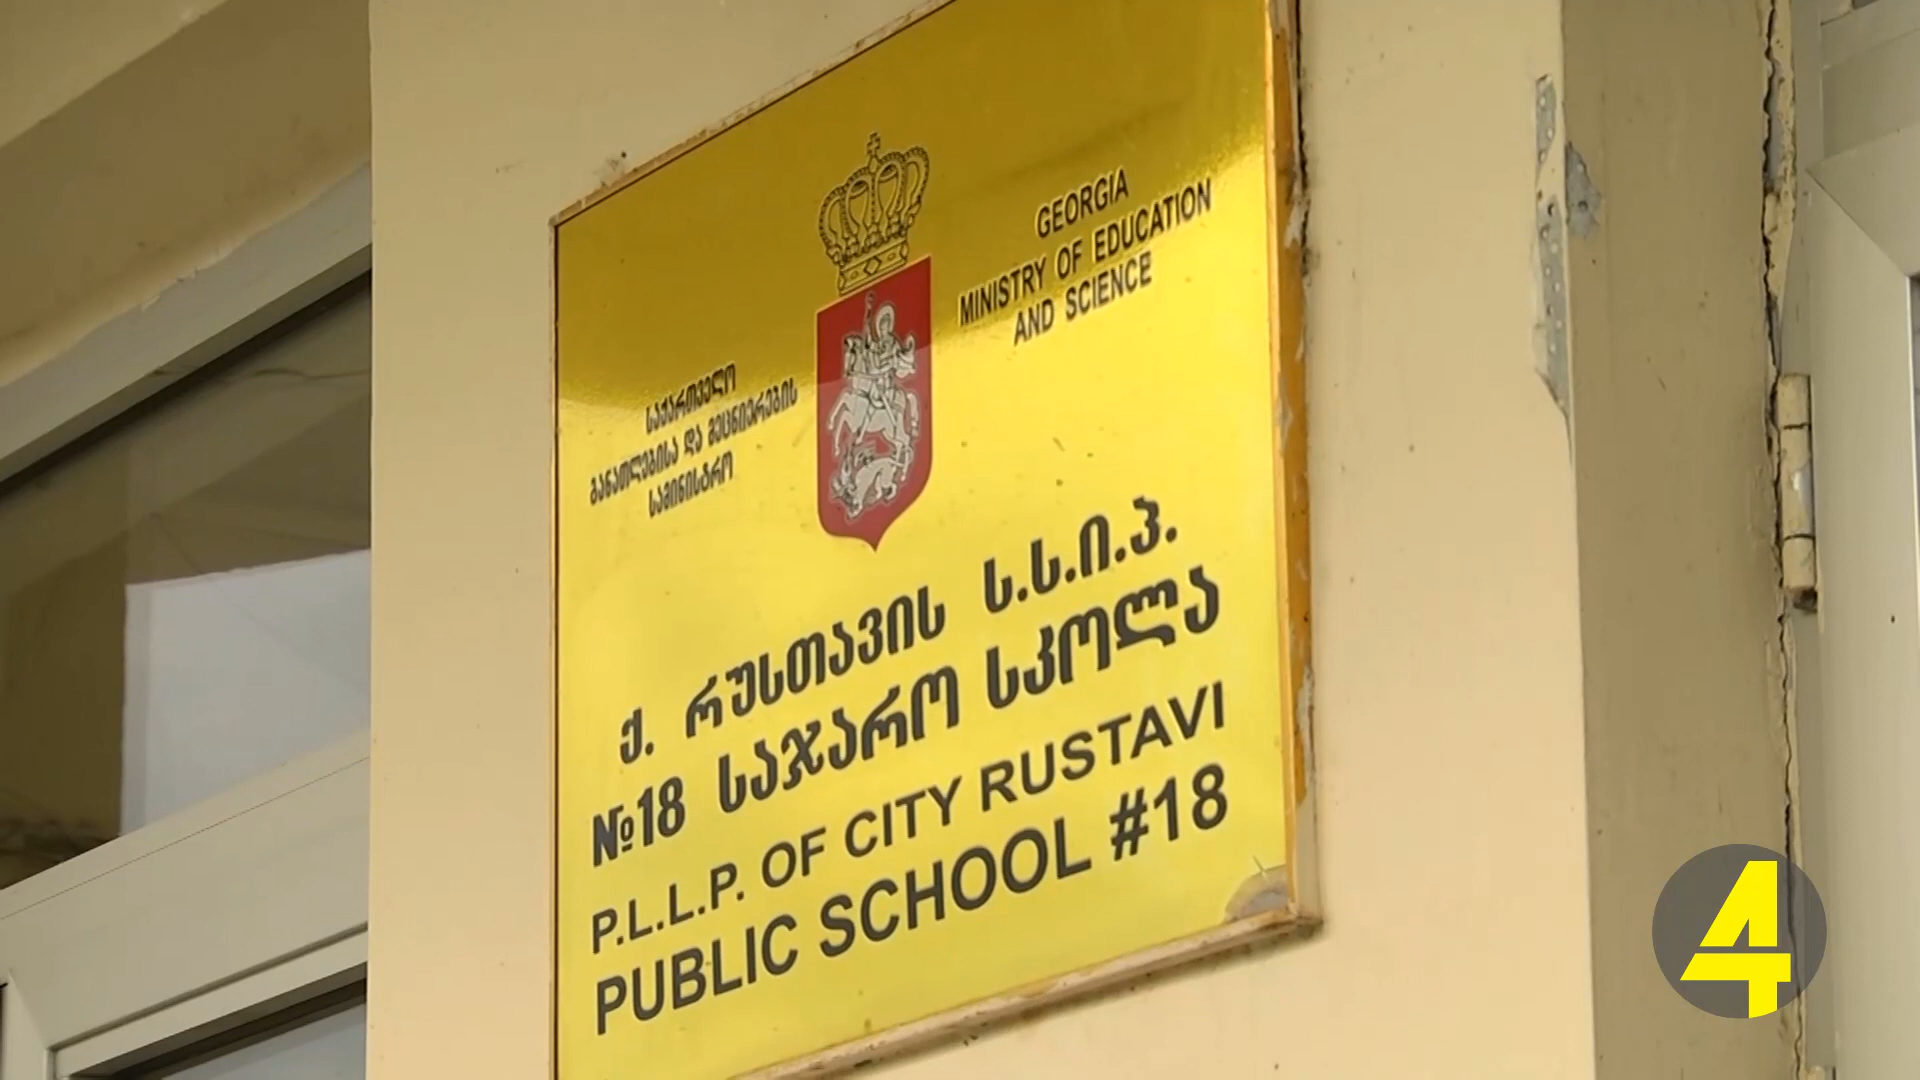 საქართველო
განათლებისა და მეცნიერების
სამინისტრო
GEORGIA
MINISTRY OF EDUCATION
AND SCIENCE
ქ. რუსთავის ს.ს.ი.პ.
№18 საჯარო სკოლა
P.L.L.P. OF CITY RUSTAVI
PUBLIC SCHOOL #18
4